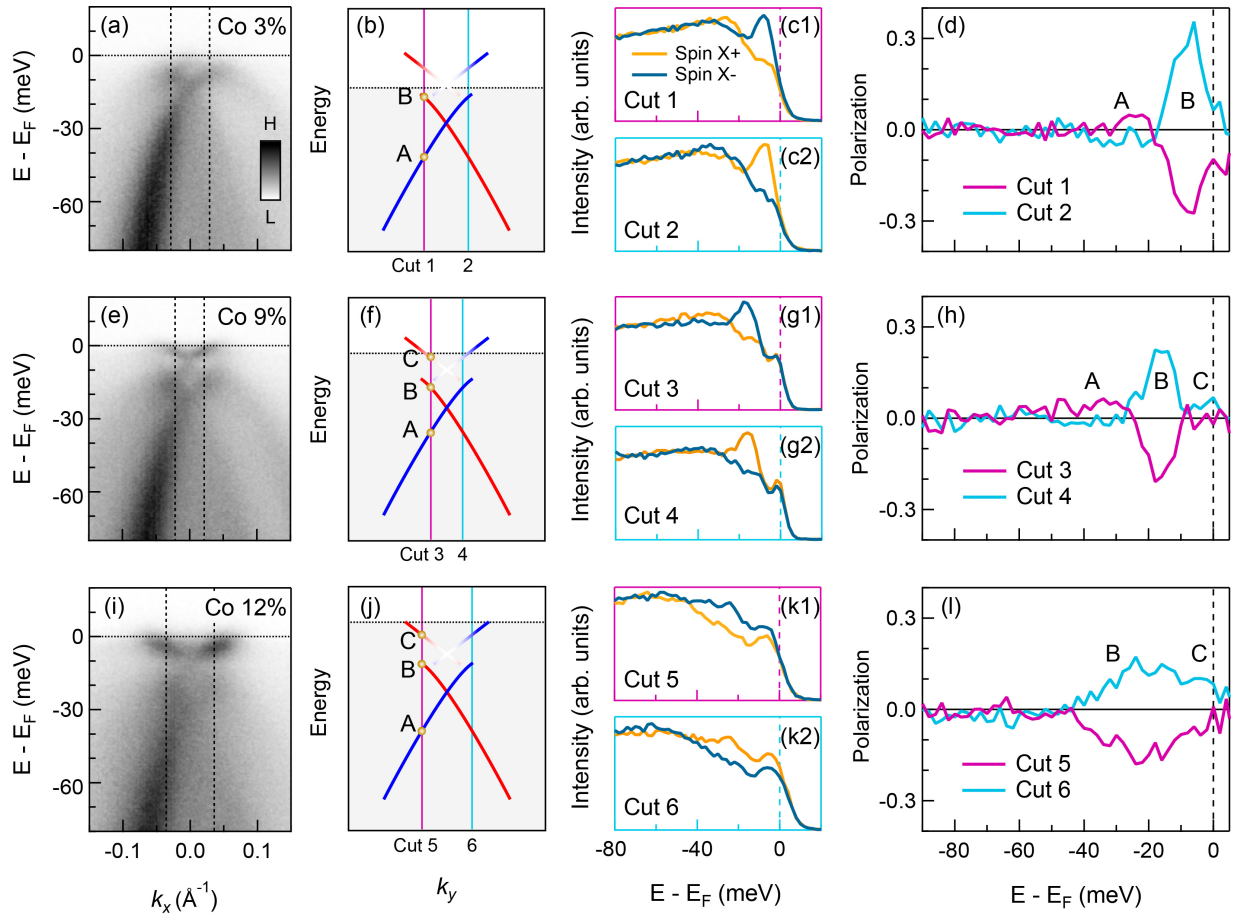 (a) Co 3%
E - E_F (meV)
0
-30
-60
H
L
(b)
Energy
B
A
Cut 1 2
(c1)
Spin X+
Spin X-
Cut 1
(c2)
Cut 2
Intensity (arb. units)
(d)
Polarization
0.3
0.0
-0.3
A
B
Cut 1
Cut 2
-80 -60 -40 -20 0
(e) Co 9%
E - E_F (meV)
0
-30
-60
(f)
Energy
C
B
A
Cut 3 4
(g1)
Cut 3
(g2)
Cut 4
Intensity (arb. units)
(h)
Polarization
0.3
0.0
-0.3
A
B
C
Cut 3
Cut 4
(i) Co 12%
E - E_F (meV)
0
-30
-60
-0.1 0.0 0.1
k_x (Å⁻¹)
(j)
Energy
C
B
A
Cut 5 6
k_y
(k1)
Cut 5
(k2)
Cut 6
Intensity (arb. units)
-80 -40 0
E - E_F (meV)
(l)
Polarization
0.3
0.0
-0.3
B
C
Cut 5
Cut 6
-80 -60 -40 -20 0
E - E_F (meV)